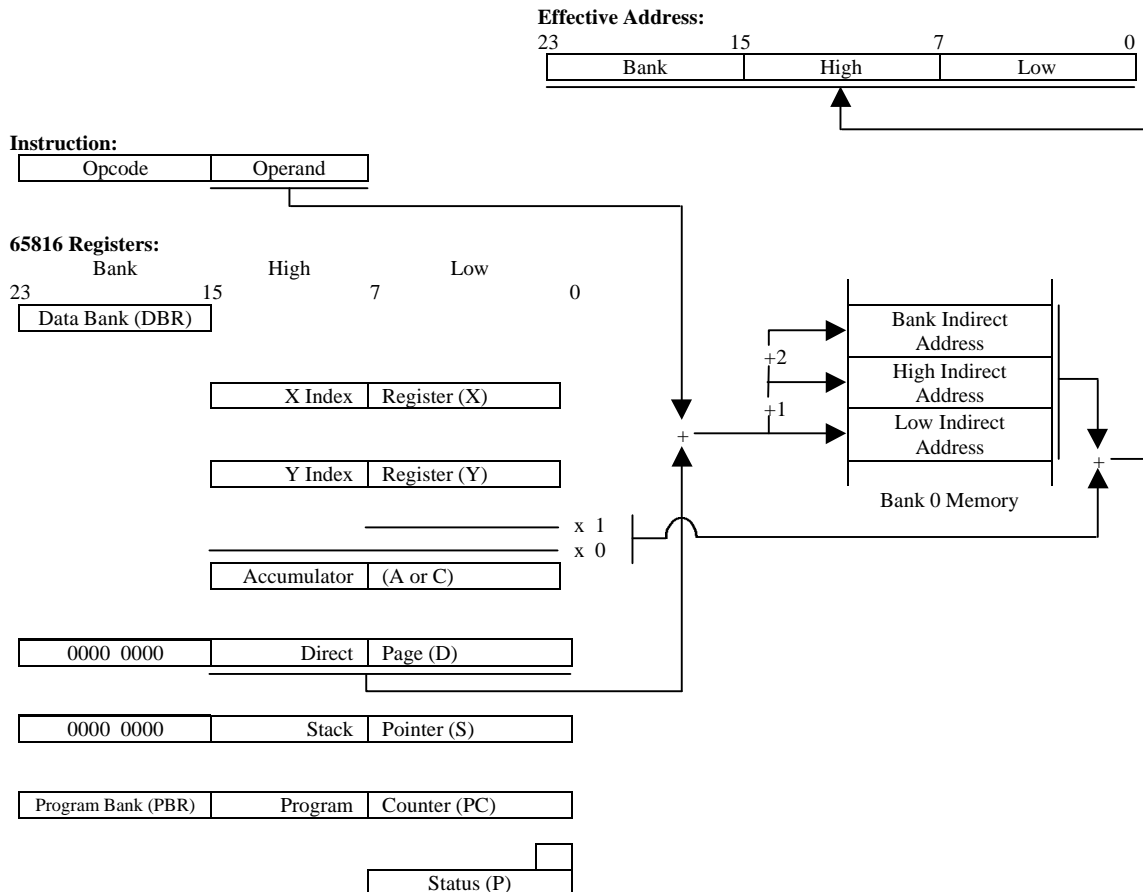 Effective Address:
23 15 7 0
Bank High Low
Instruction:
Opcode Operand
65816 Registers:
Bank High Low
23 15 7 0
Data Bank (DBR)
Bank Indirect
Address
+2
X Index Register (X)
High Indirect
Address
+1
Low Indirect
Address
+
+
Y Index Register (Y)
Bank 0 Memory
x 1
x 0
Accumulator (A or C)
0000 0000 Direct Page (D)
0000 0000 Stack Pointer (S)
Program Bank (PBR) Program Counter (PC)
Status (P)